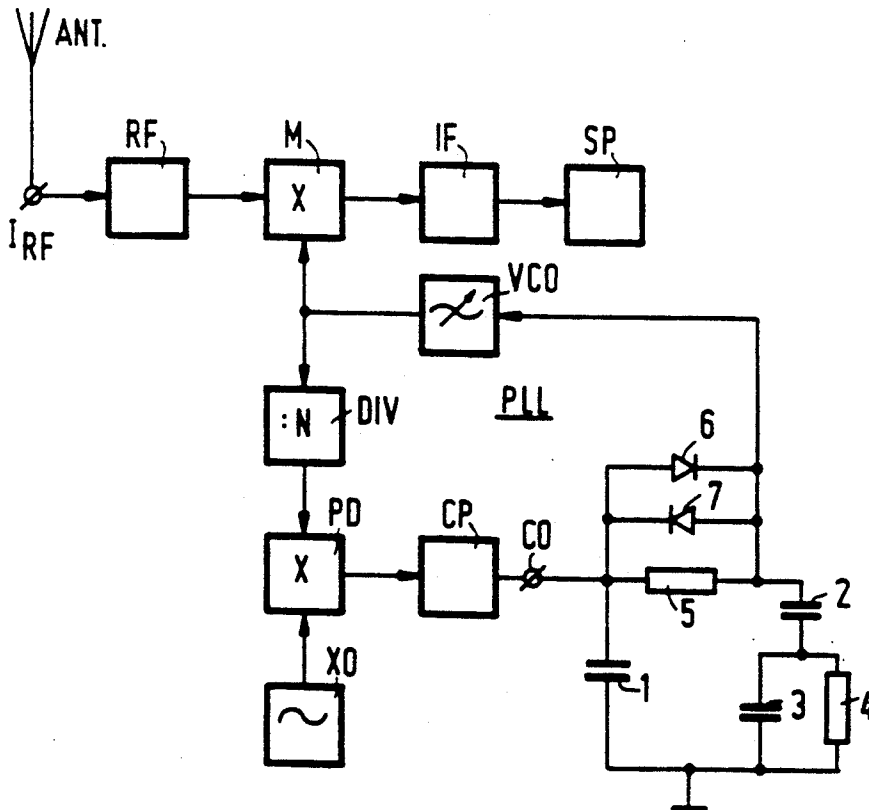 ANT.
RF
M
IF
SP
X
I RF
VCO
:N
DIV
PLL
6
7
PD
CP
CO
X
5
2
XO
1
3
4